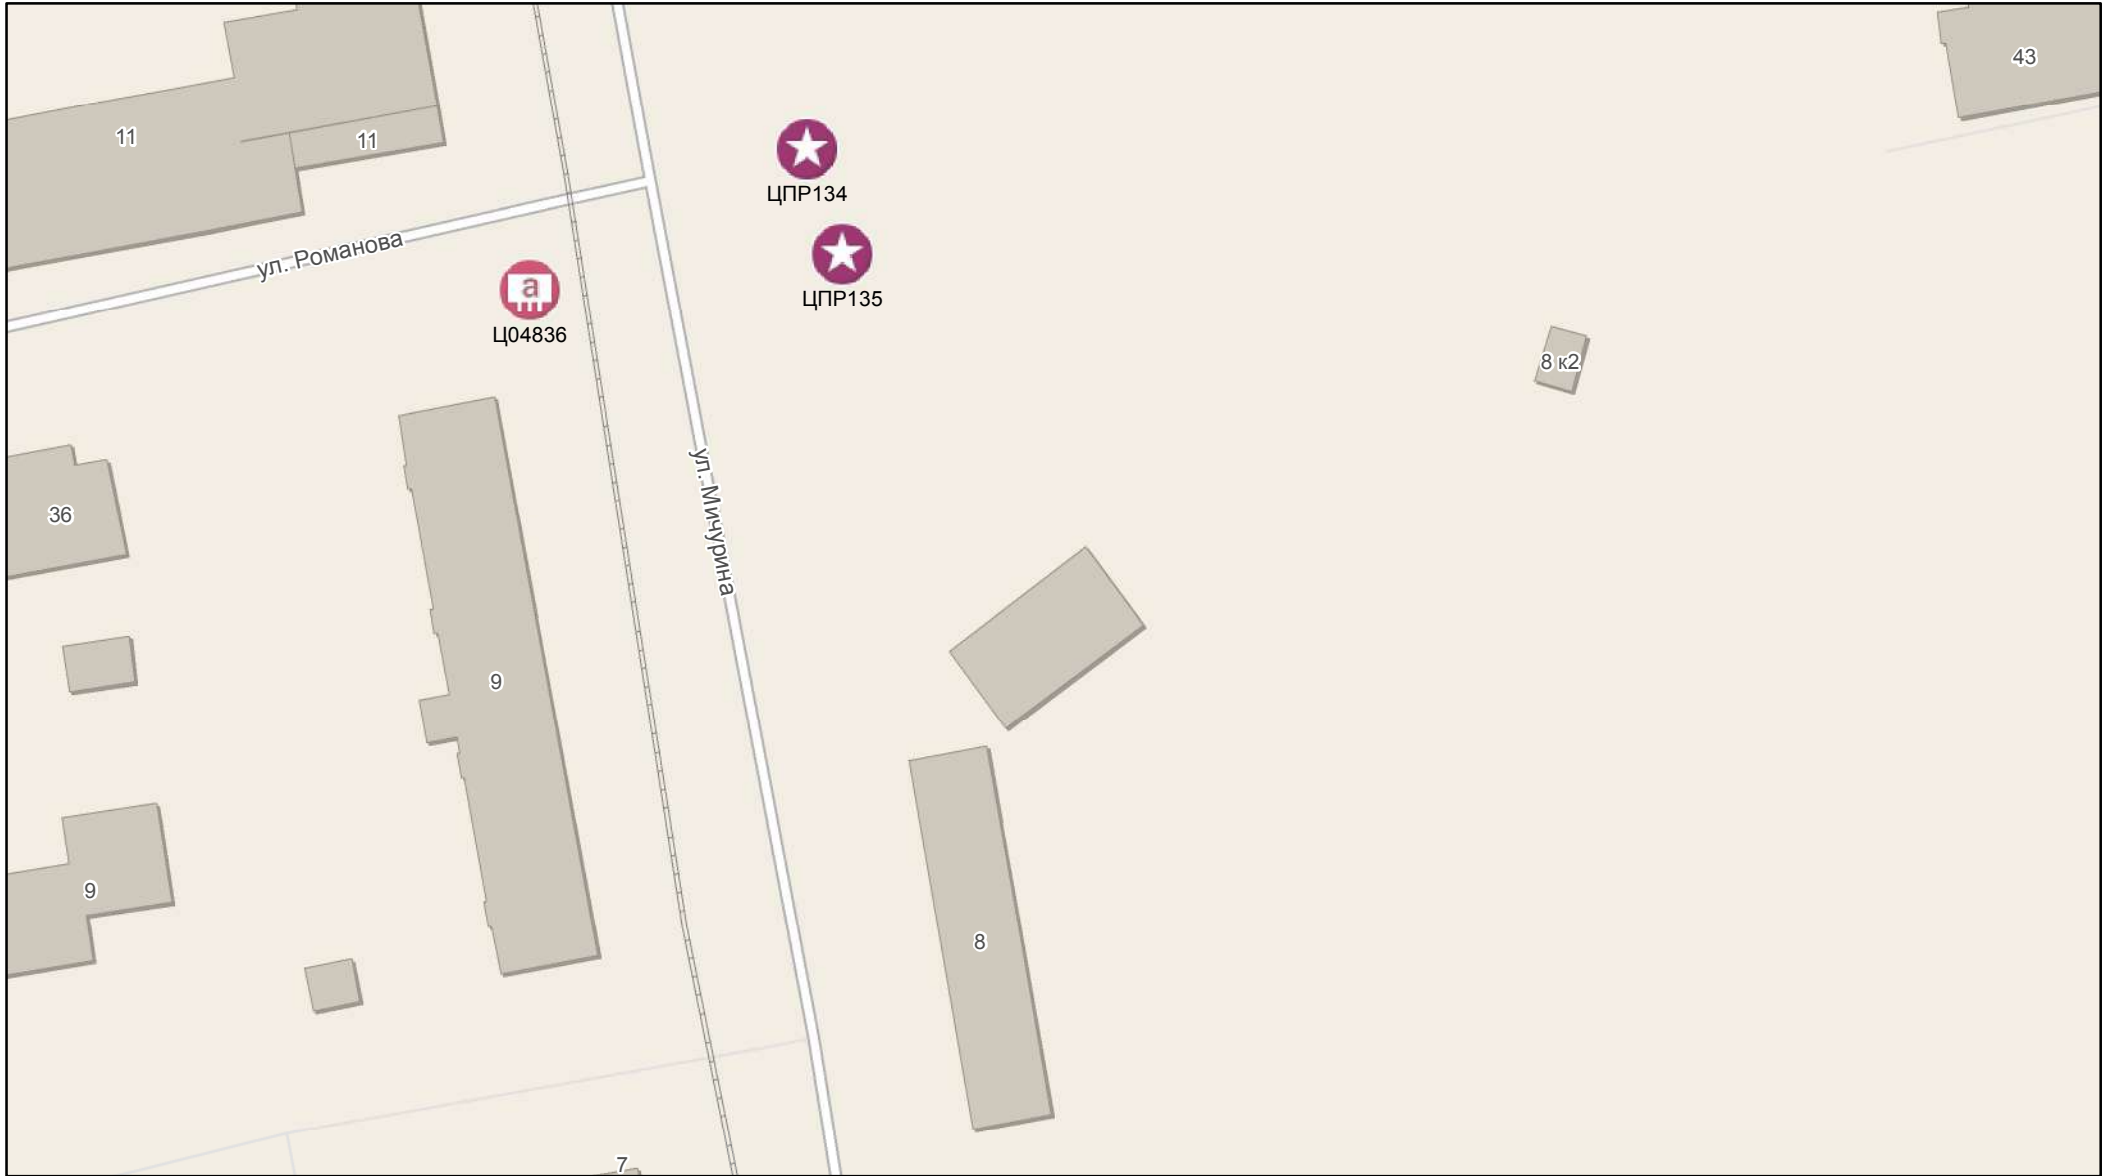 43
11
11
ЦПР134
ул. Романова
ЦПР135
a
Ц04836
8 к2
ул. Мичурина
36
9
9
8
7